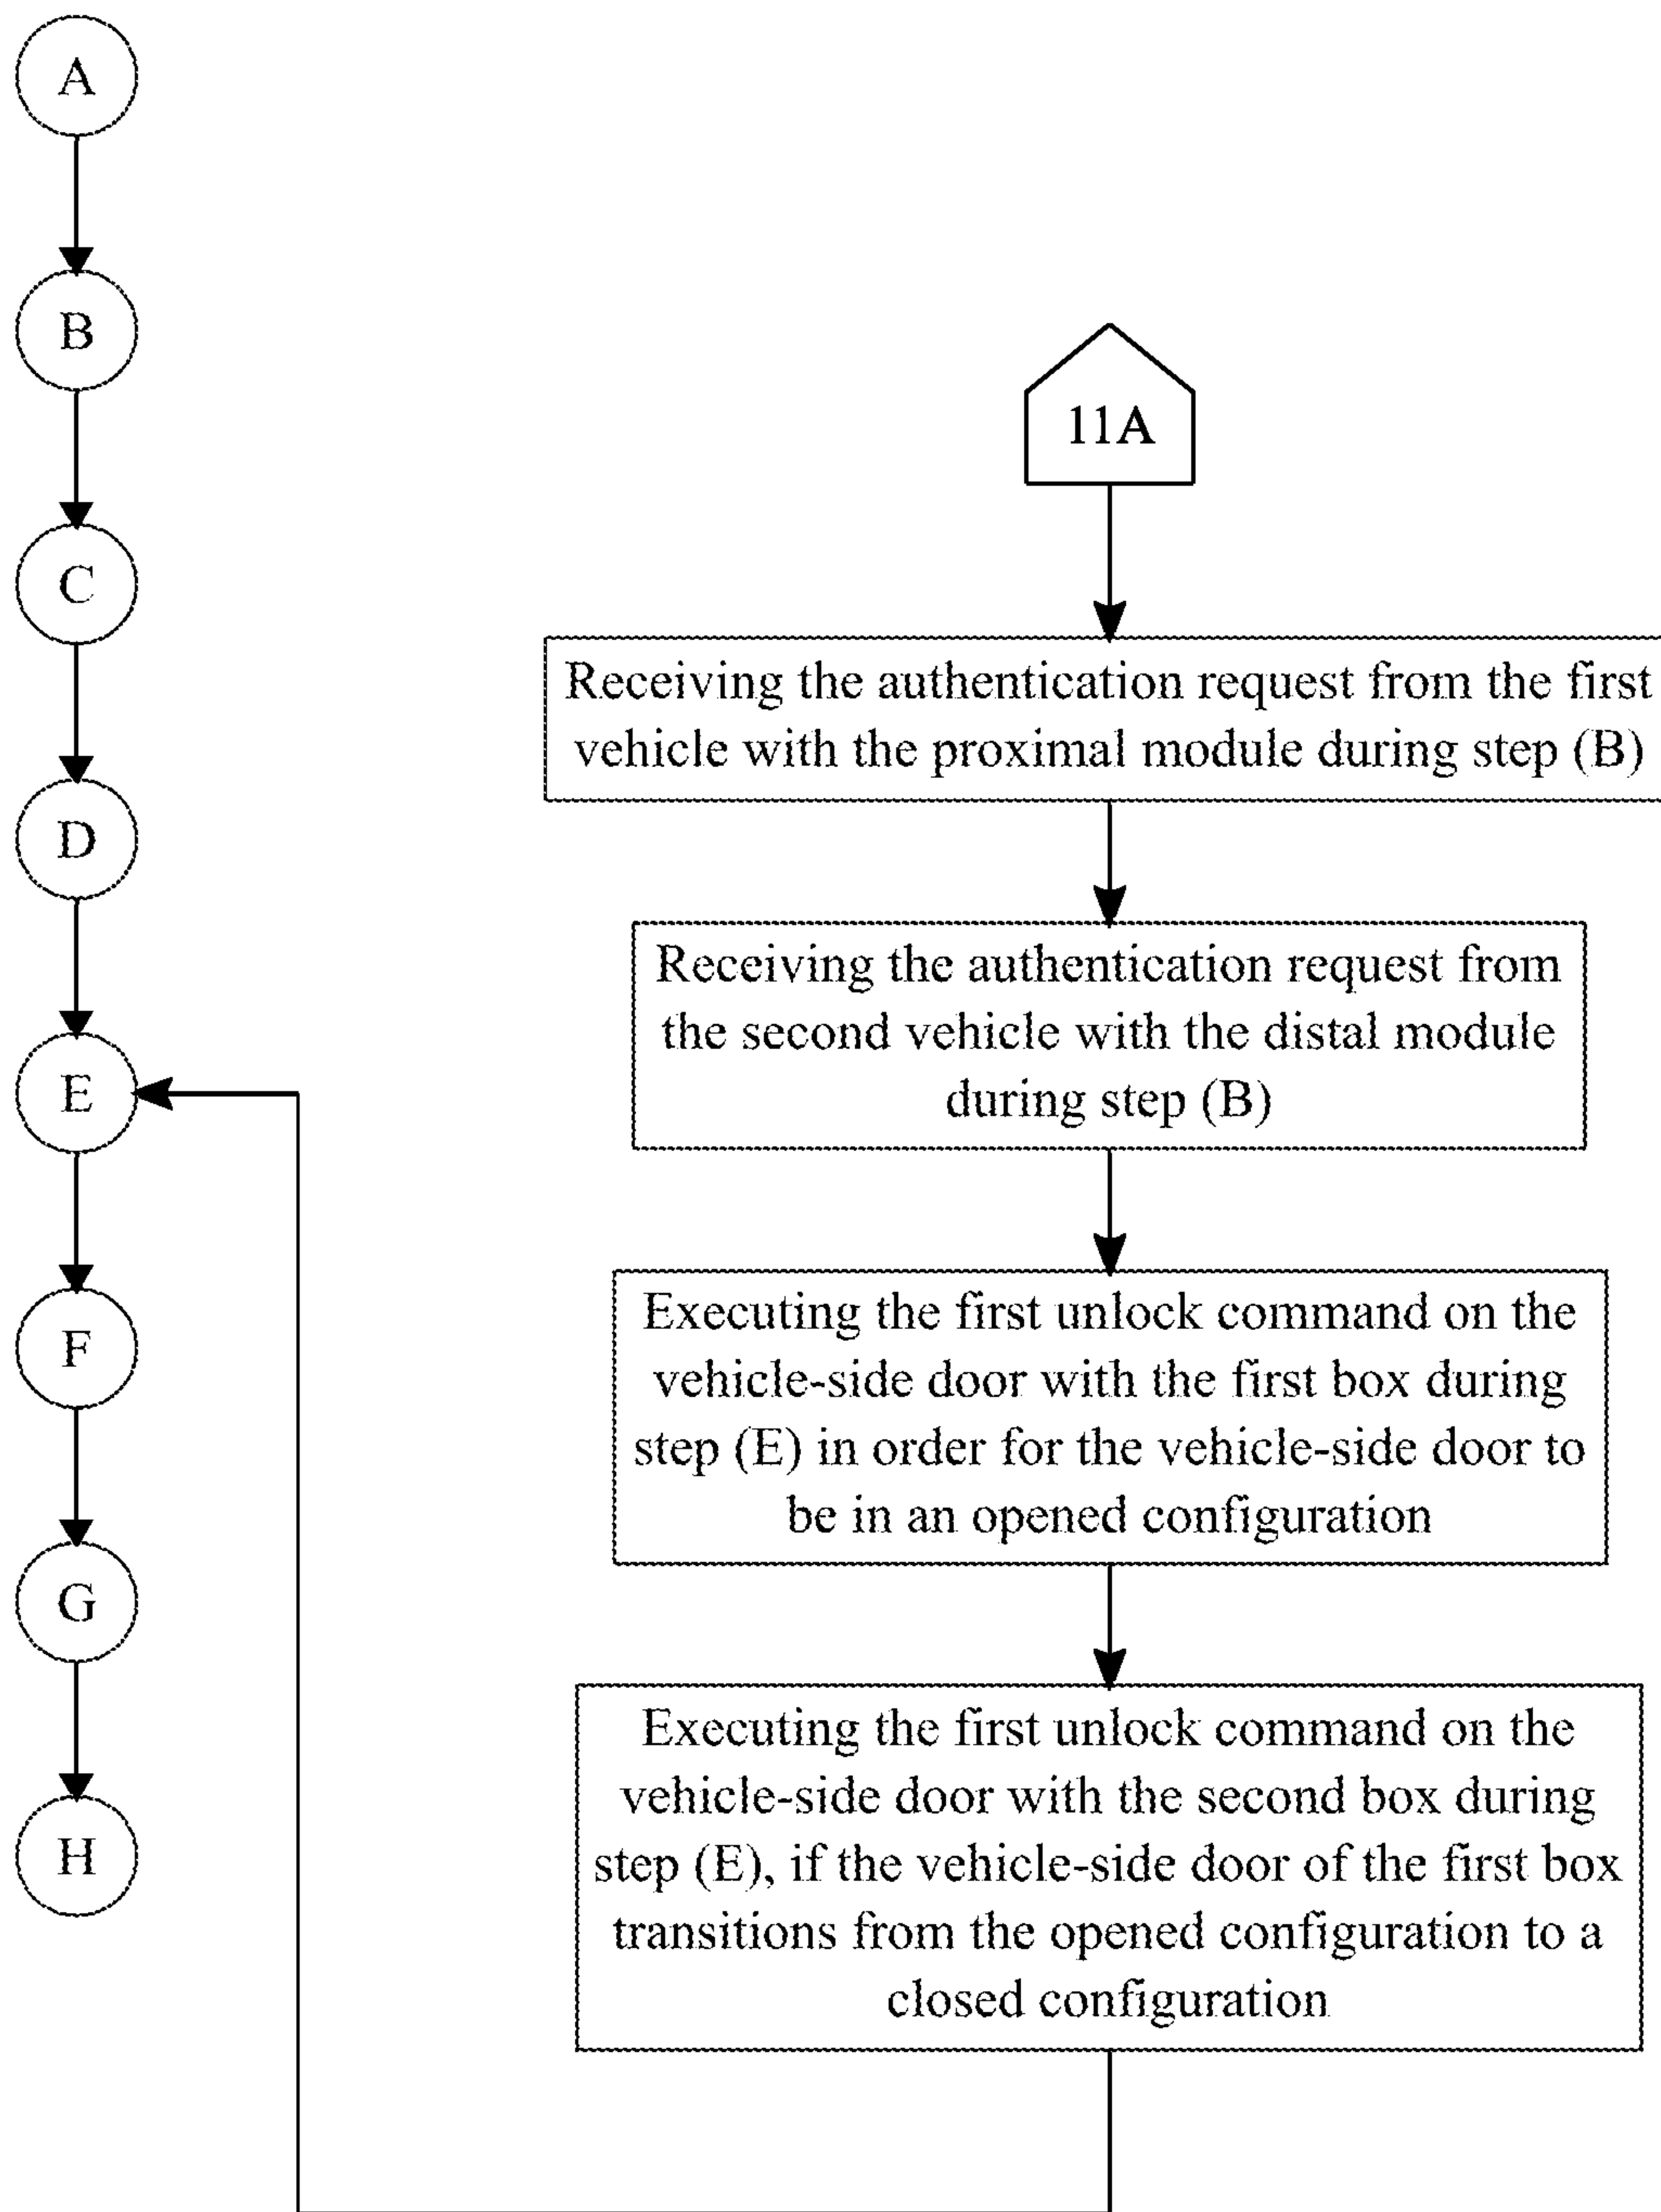 A
B
C
D
E
F
G
H
11A
Receiving the authentication request from the first
vehicle with the proximal module during step (B)
Receiving the authentication request from
the second vehicle with the distal module
during step (B)
Executing the first unlock command on the
vehicle-side door with the first box during
step (E) in order for the vehicle-side door to
be in an opened configuration
Executing the first unlock command on the
vehicle-side door with the second box during
step (E), if the vehicle-side door of the first box
transitions from the opened configuration to a
closed configuration